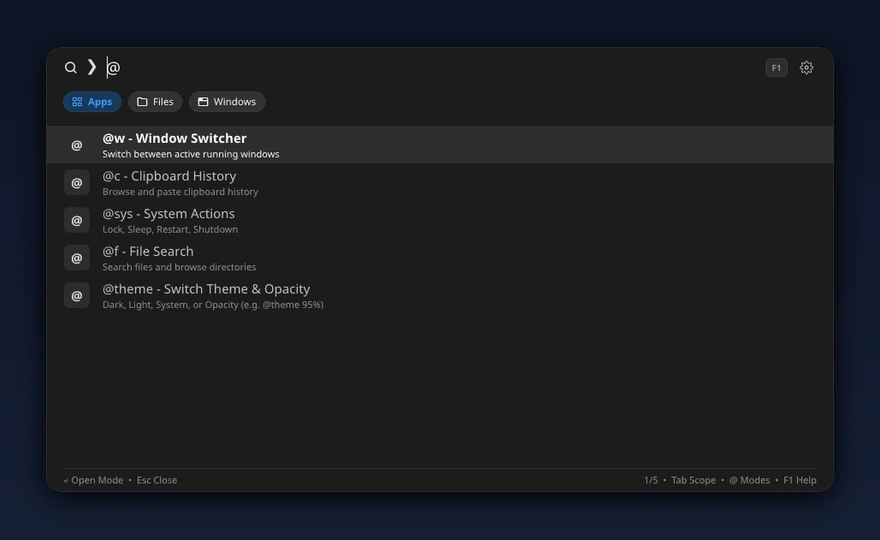 ❯ @
F1
Apps Files Windows
@ @w - Window Switcher
Switch between active running windows
@ @c - Clipboard History
Browse and paste clipboard history
@ @sys - System Actions
Lock, Sleep, Restart, Shutdown
@ @f - File Search
Search files and browse directories
@ @theme - Switch Theme & Opacity
Dark, Light, System, or Opacity (e.g. @theme 95%)
↵ Open Mode • Esc Close
1/5 • Tab Scope • @ Modes • F1 Help